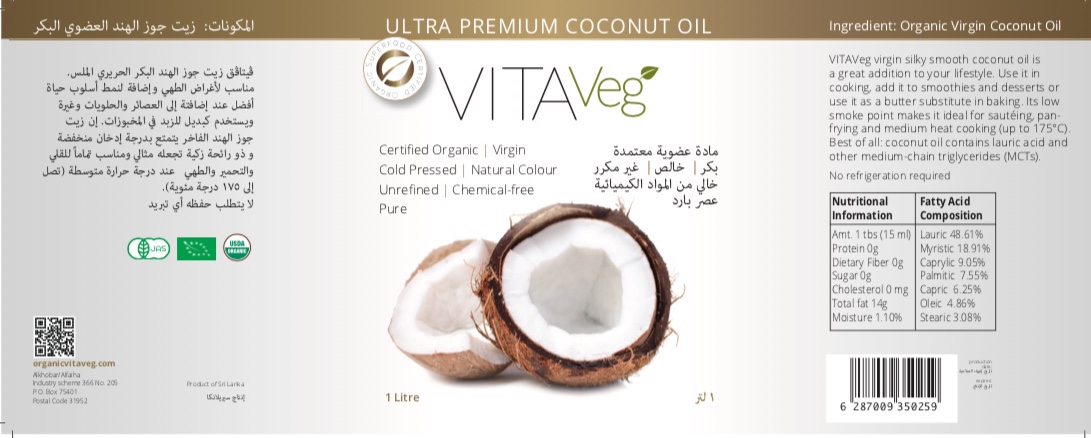 المكونات: زيت جوز الهند العضوي البكر
ڤيتاڤق زيت جوز الهند البكر الحريري الملس.
مناسب لأغراض الطهي وإضافة لنمط أسلوب حياة
أفضل عند إضافتة إلى العصائر والحلويات وغيرة
ويستخدم كبديل للزبد في المخبوزات. إن زيت
جوز الهند الفاخر يتمتع بدرجة إدخان منخفضة
و ذو رائحة زكية تجعله مثالي ومناسب تماماً للقلي
والتحمير والطهي عند درجة حرارة متوسطة (تصل
إلى ١٧٥ درجة مئوية).
لا يتطلب حفظه أي تبريد
JAS
USDA
ORGANIC
organicvitaveg.com
Alkhobar/Alfaiha
Industry scheme 366 No. 205
P.O. Box 75401
Postal Code 31952
Product of Sri Lanka
إنتاج سيريلانكا
ULTRA PREMIUM COCONUT OIL
ORGANIC SUPERFOOD CERTIFIED
VITAVeg
Certified Organic | Virgin
Cold Pressed | Natural Colour
Unrefined | Chemical-free
Pure
مادة عضوية معتمدة
بكر | خالص | غير مكرر
خالي من المواد الكيميائية
عصر بارد
1 Litre
١ لتر
Ingredient: Organic Virgin Coconut Oil
VITAVeg virgin silky smooth coconut oil is
a great addition to your lifestyle. Use it in
cooking, add it to smoothies and desserts or
use it as a butter substitute in baking. Its low
smoke point makes it ideal for sautéing, pan-
frying and medium heat cooking (up to 175°C).
Best of all: coconut oil contains lauric acid and
other medium-chain triglycerides (MCTs).
No refrigeration required
Nutritional Information
Amt. 1 tbs (15 ml)
Protein 0g
Dietary Fiber 0g
Sugar 0g
Cholesterol 0 mg
Total fat 14g
Moisture 1.10%
Fatty Acid Composition
Lauric 48.61%
Myristic 18.91%
Caprylic 9.05%
Palmitic 7.55%
Capric 6.25%
Oleic 4.86%
Stearic 3.08%
6 287009 350259
production
date:
expires: